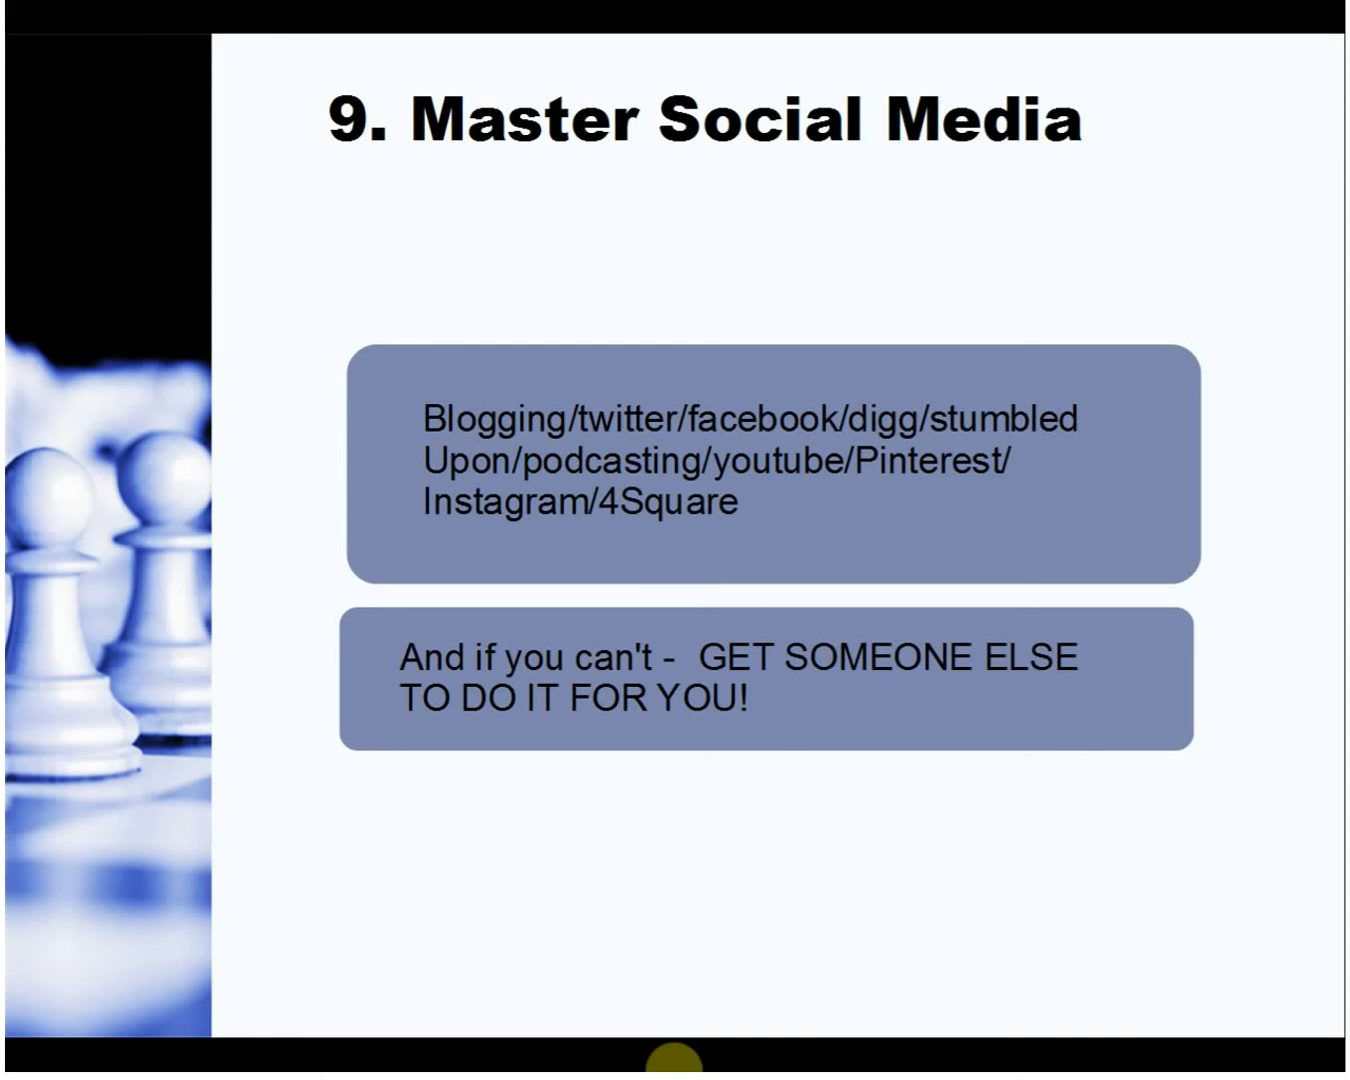 9. Master Social Media
Blogging/twitter/facebook/digg/stumbled
Upon/podcasting/youtube/Pinterest/
Instagram/4Square
And if you can't -  GET SOMEONE ELSE
TO DO IT FOR YOU!